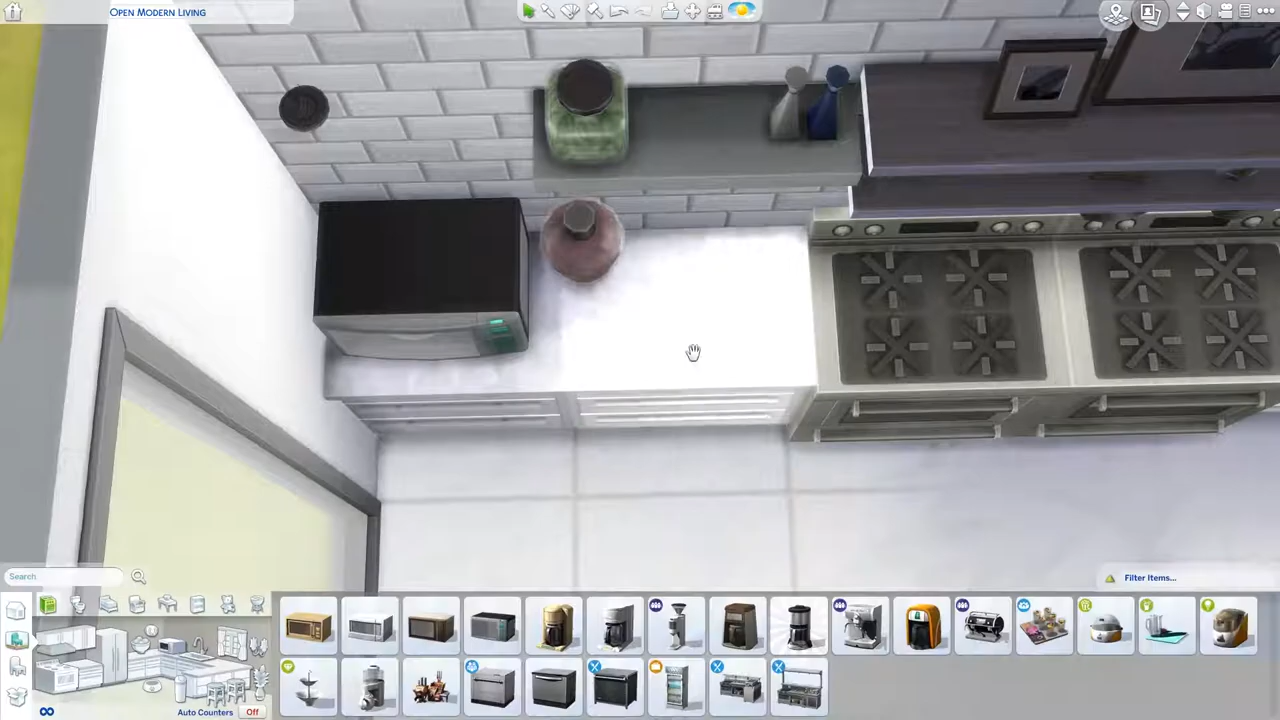 OPEN MODERN LIVING
Search
Filter Items...
Auto Counters Off